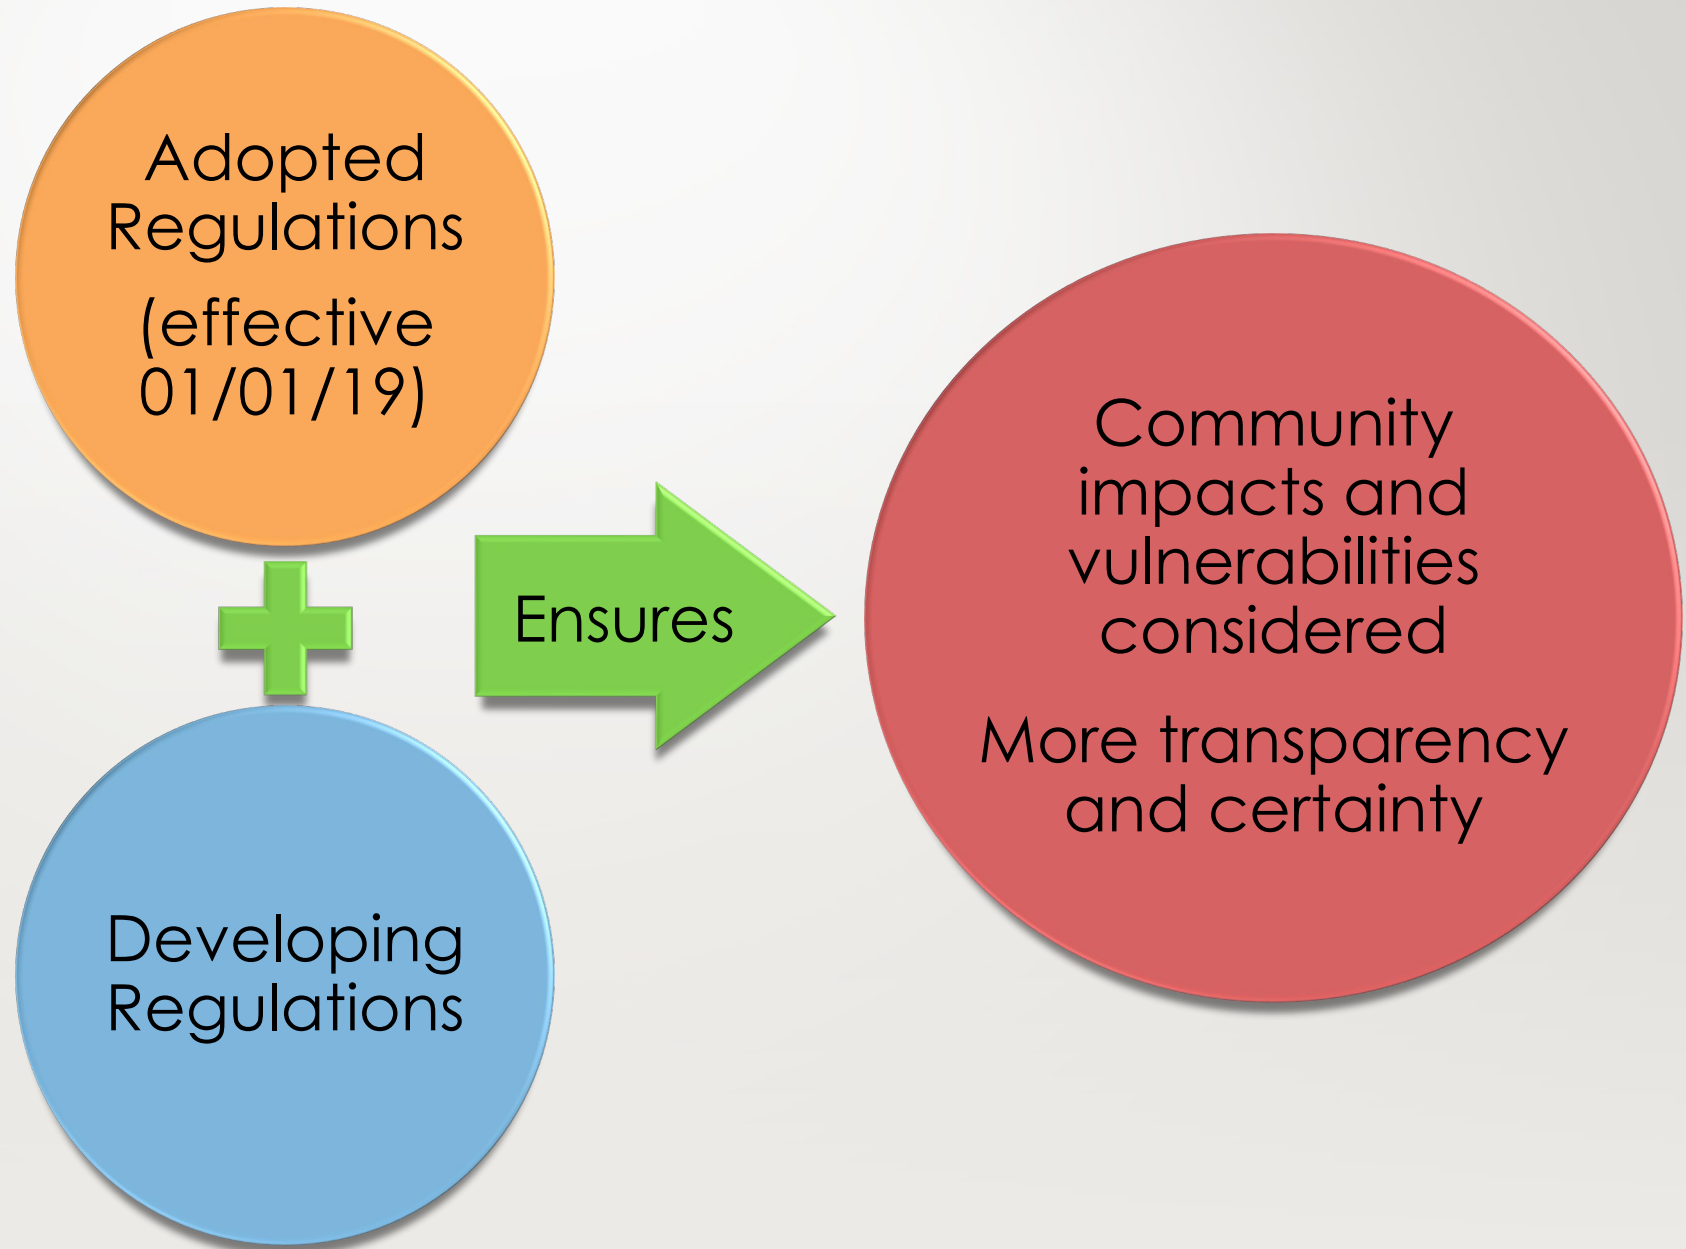 Adopted
Regulations
(effective
01/01/19)
Developing
Regulations
Ensures
Community
impacts and
vulnerabilities
considered
More transparency
and certainty